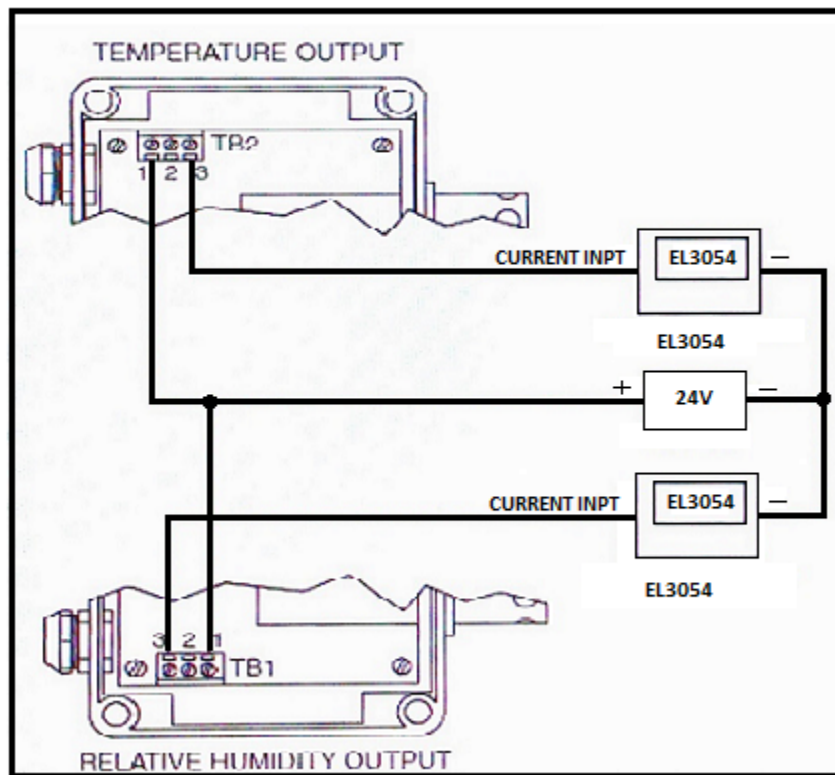 TEMPERATURE OUTPUT
TB2
1 2 3
CURRENT INPT
EL3054
−
EL3054
+
24V
−
CURRENT INPT
EL3054
−
EL3054
3 2 1
TB1
RELATIVE HUMIDITY OUTPUT